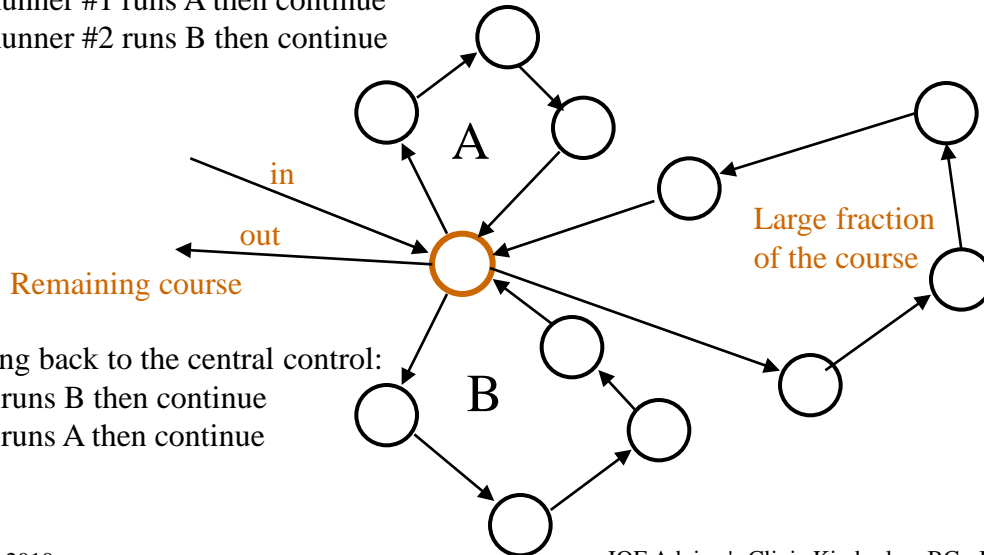 unner #1 runs A then continue
unner #2 runs B then continue
A
in
out
Remaining course
Large fraction
of the course
ng back to the central control:
runs B then continue
runs A then continue
B